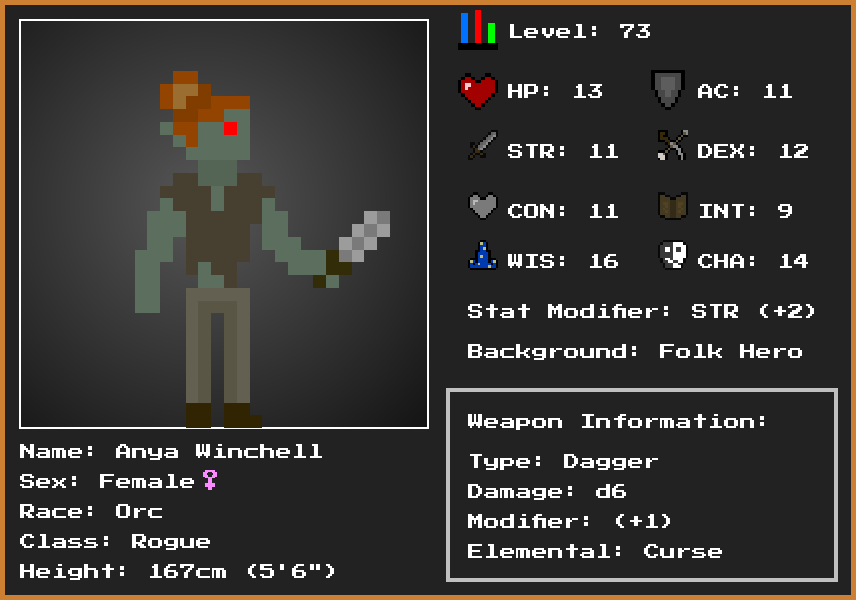 Level: 73
HP: 13
AC: 11
STR: 11
DEX: 12
CON: 11
INT: 9
WIS: 16
CHA: 14
Stat Modifier: STR (+2)
Background: Folk Hero
Weapon Information:
Type: Dagger
Damage: d6
Modifier: (+1)
Elemental: Curse
Name: Anya Winchell
Sex: Female♀
Race: Orc
Class: Rogue
Height: 167cm (5'6")